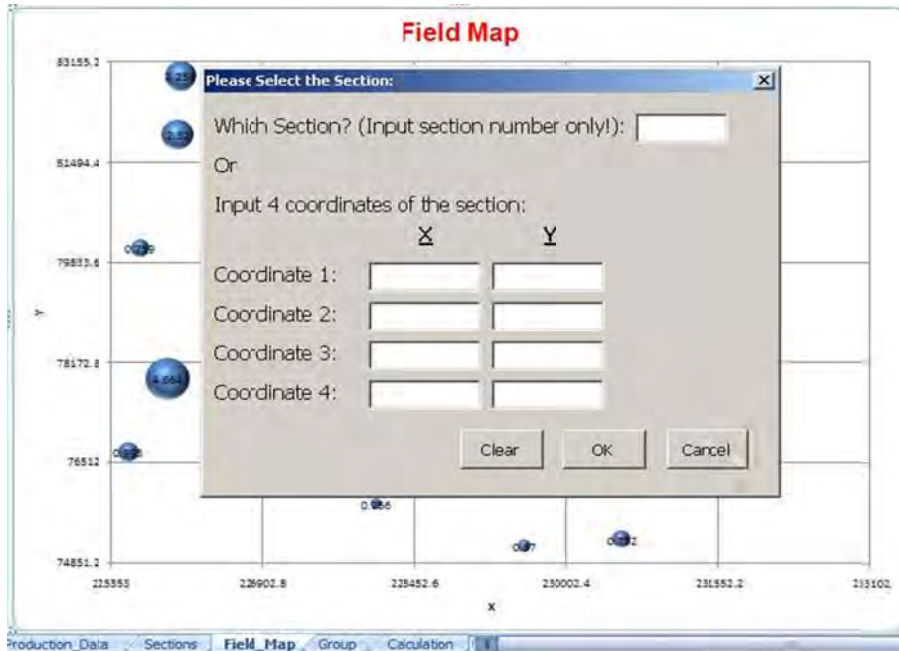 Field Map
83155.2
Please Select the Section:
Which Section? (Input section number only!):
81494.4
Or
Input 4 coordinates of the section:
X Y
79833.6
Coordinate 1:
Coordinate 2:
Y
Coordinate 3:
78172.8
4.664
Coordinate 4:
Clear OK Cancel
76512
74851.2
226902.8 228452.6 230002.4 231552.2
X
Production_Data Sections Field_Map Group Calculation